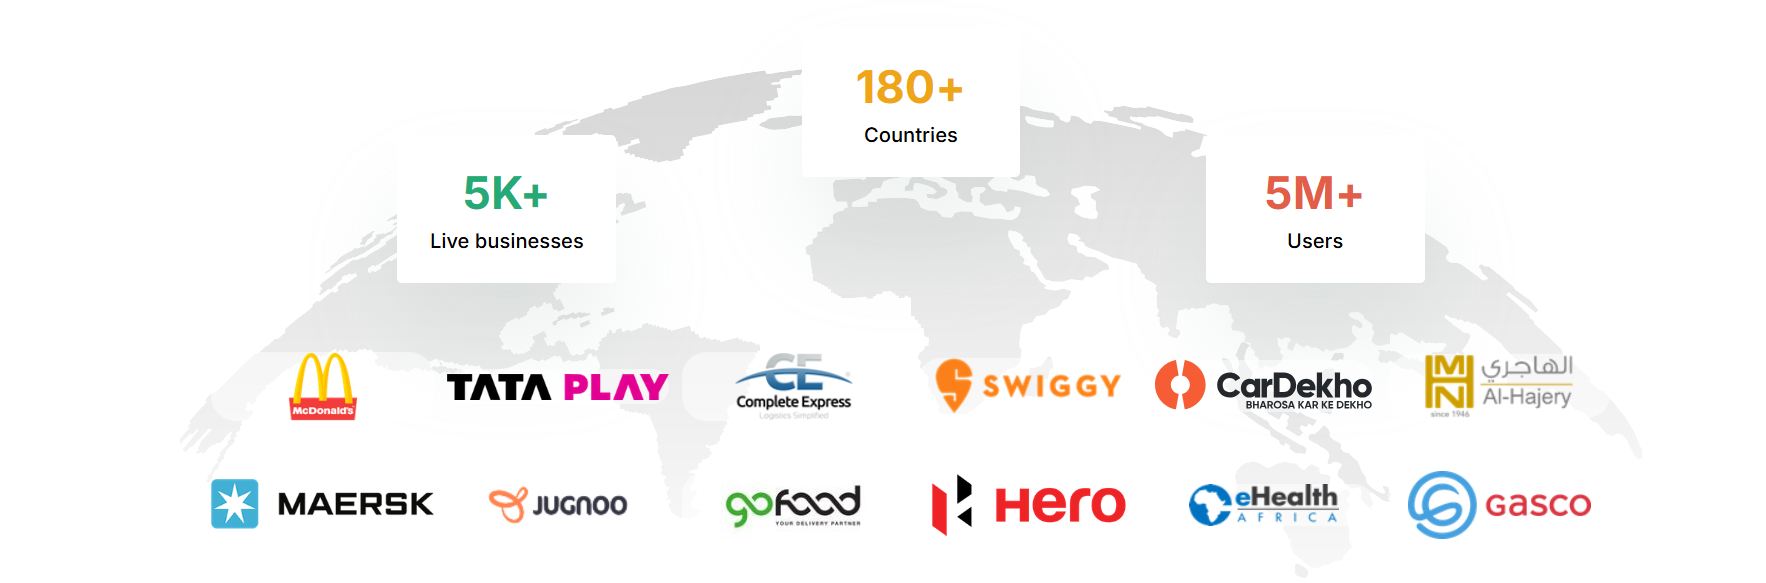 180+
Countries
5K+
Live businesses
5M+
Users
McDonald's
TATA PLAY
CE
Complete Express
Logistics Simplified
SWIGGY
CarDekho
BHAROSA KAR KE DEKHO
MHN
since 1946
الهاجري
Al-Hajery
MAERSK
JUGNOO
gofood
YOUR DELIVERY PARTNER
Hero
eHealth
AFRICA
GASCO